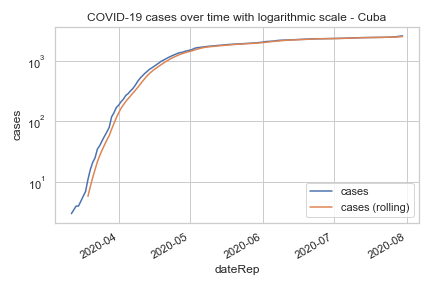 COVID-19 cases over time with logarithmic scale - Cuba
cases
10³
10²
10¹
cases
cases (rolling)
2020-04
2020-05
2020-06
2020-07
2020-08
dateRep